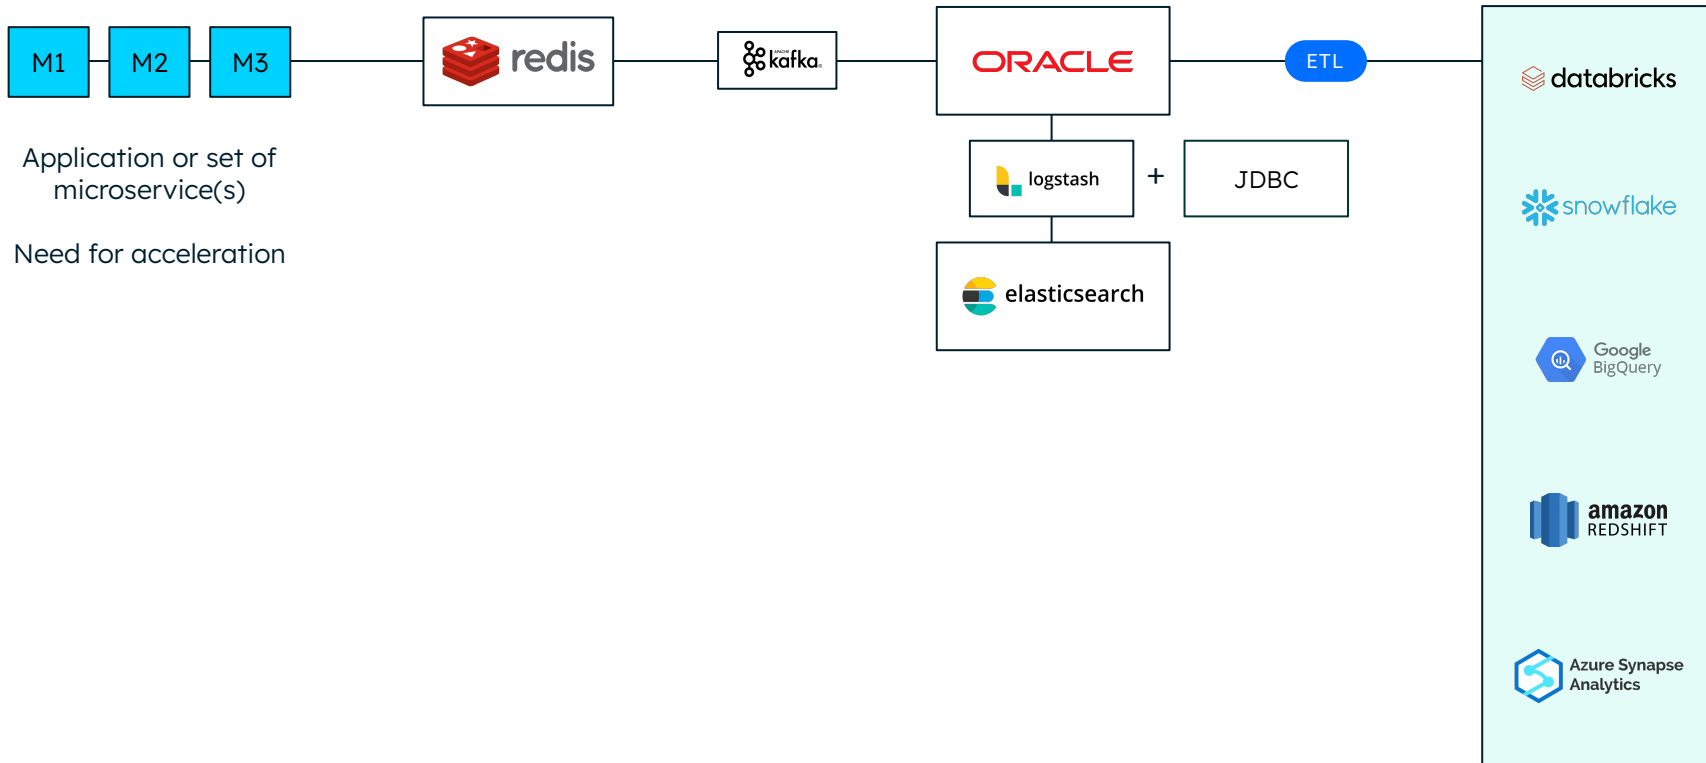 M1
M2
M3
redis
APACHE
kafka®
ORACLE
ETL
databricks
Application or set of
microservice(s)
Need for acceleration
logstash
+
JDBC
snowflake
elasticsearch
Google
BigQuery
amazon
REDSHIFT
Azure Synapse
Analytics